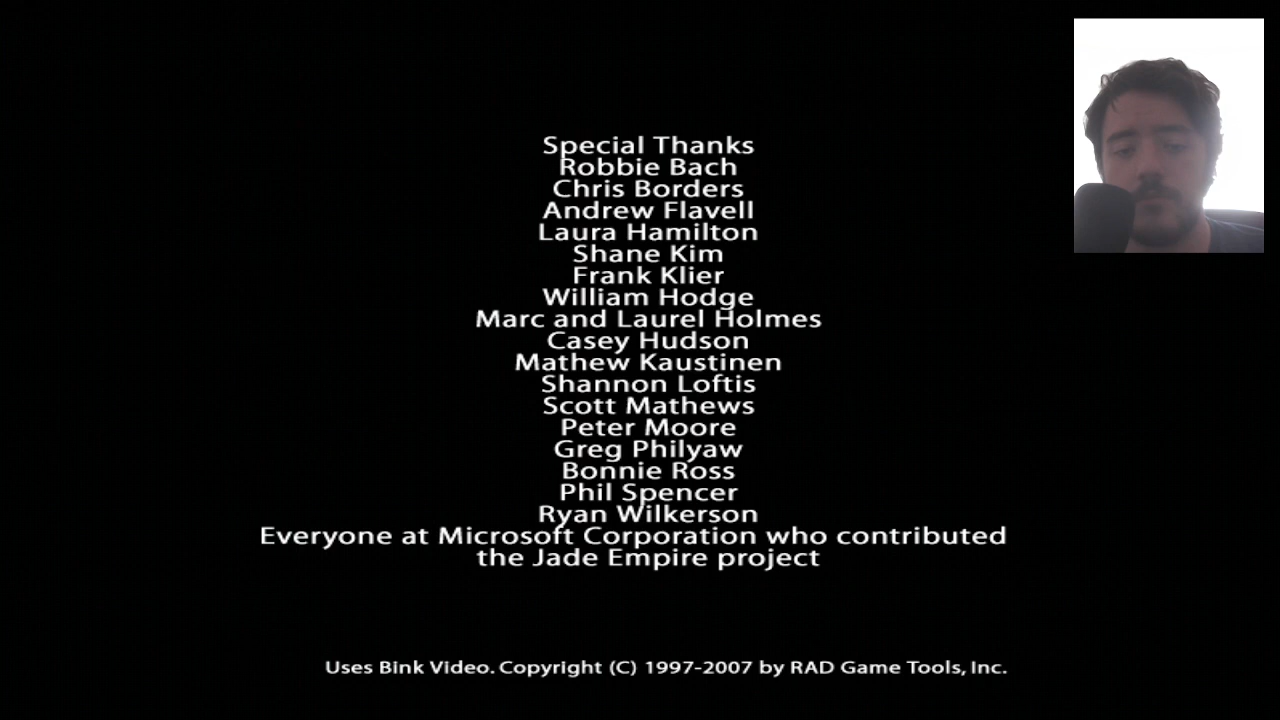 Special Thanks
Robbie Bach
Chris Borders
Andrew Flavell
Laura Hamilton
Shane Kim
Frank Klier
William Hodge
Marc and Laurel Holmes
Casey Hudson
Mathew Kaustinen
Shannon Loftis
Scott Mathews
Peter Moore
Greg Philyaw
Bonnie Ross
Phil Spencer
Ryan Wilkerson
Everyone at Microsoft Corporation who contributed
the Jade Empire project
Uses Bink Video. Copyright (C) 1997-2007 by RAD Game Tools, Inc.